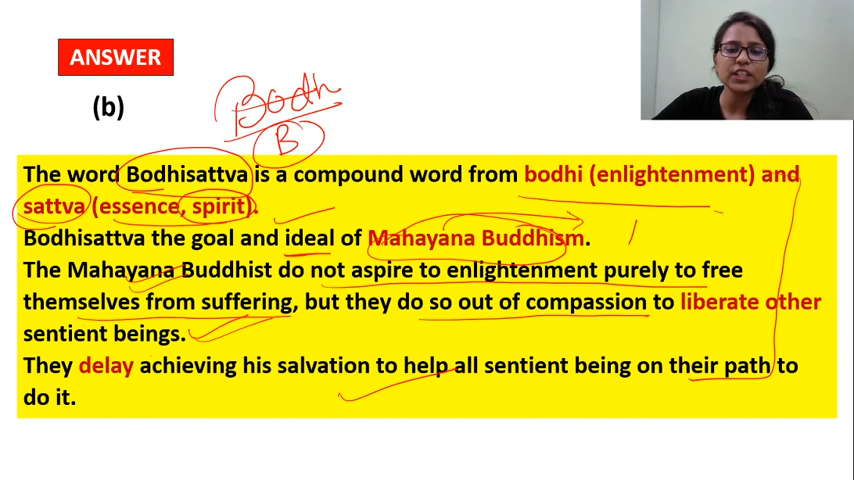 ANSWER
(b)
Bodh
B
The word Bodhisattva is a compound word from bodhi (enlightenment) and
sattva (essence, spirit).
Bodhisattva the goal and ideal of Mahayana Buddhism.
The Mahayana Buddhist do not aspire to enlightenment purely to free
themselves from suffering, but they do so out of compassion to liberate other
sentient beings.
They delay achieving his salvation to help all sentient being on their path to
do it.